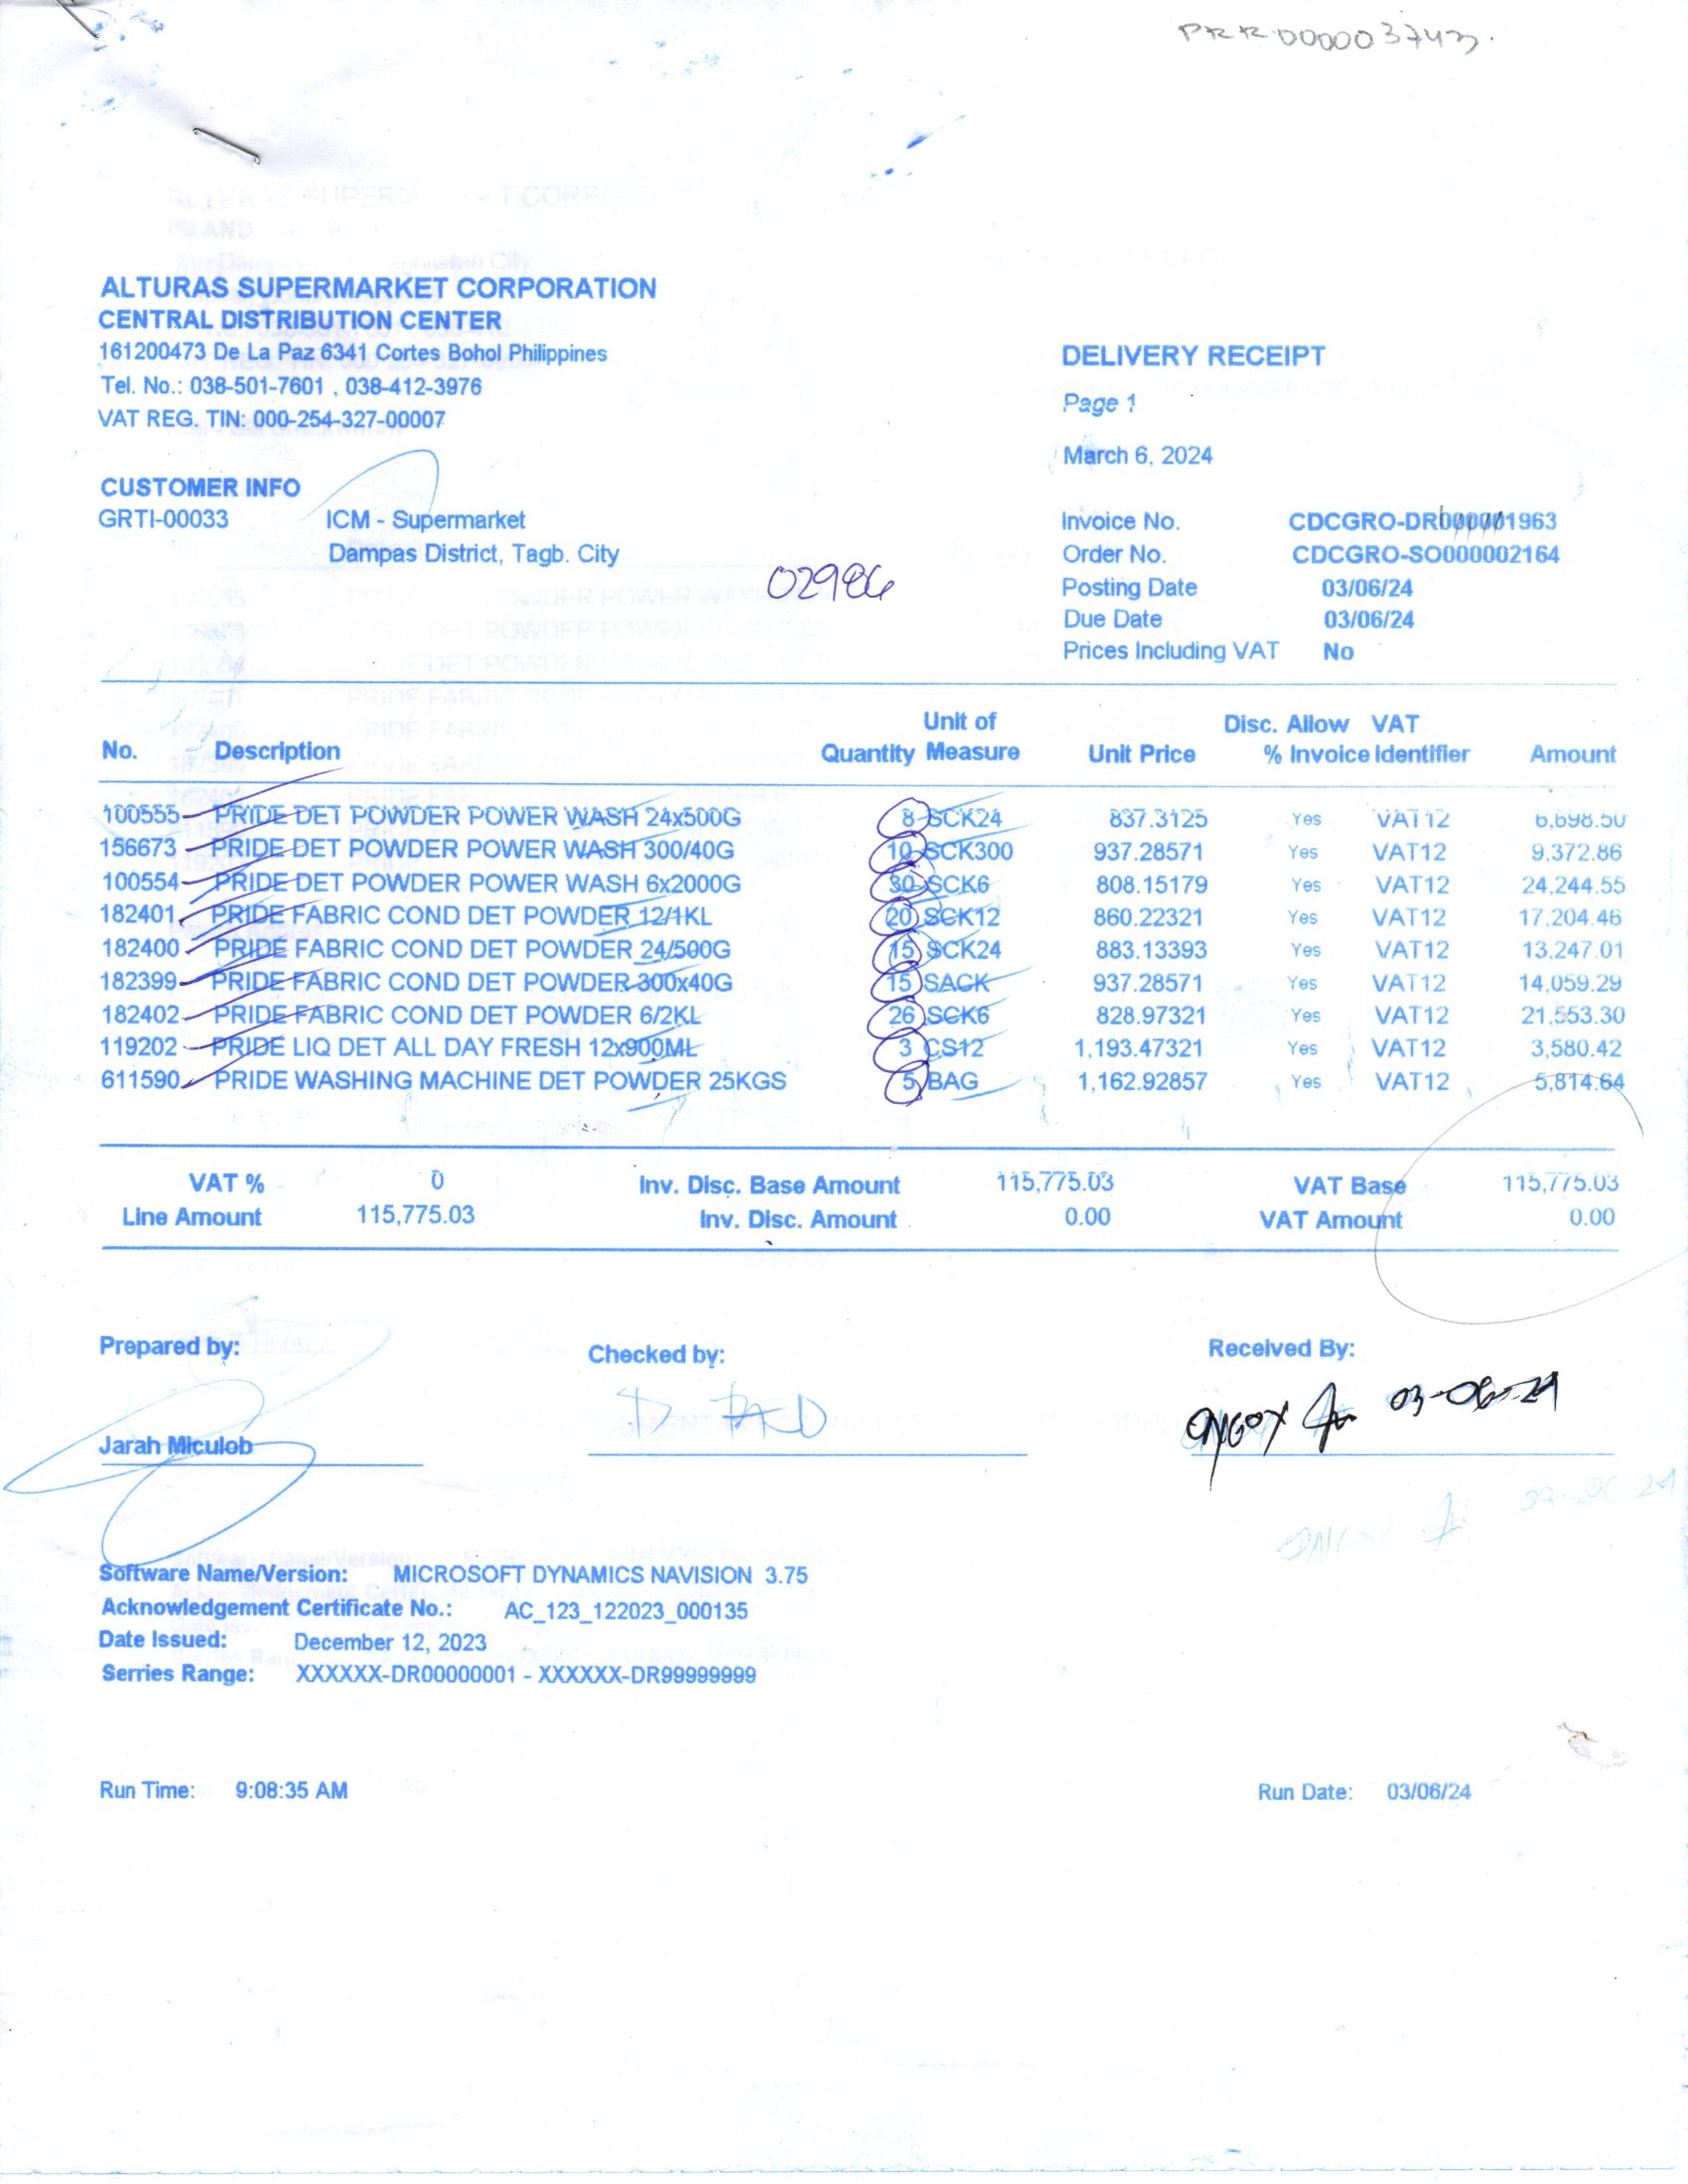 PRR000003743
ALTURAS SUPERMARKET CORPORATION
CENTRAL DISTRIBUTION CENTER
161200473 De La Paz 6341 Cortes Bohol Philippines
Tel. No.: 038-501-7601 , 038-412-3976
VAT REG. TIN: 000-254-327-00007
DELIVERY RECEIPT
Page 1
March 6, 2024
CUSTOMER INFO
GRTI-00033 ICM - Supermarket
Dampas District, Tagb. City
02986
Invoice No. CDCGRO-DR000001963
Order No. CDCGRO-SO000002164
Posting Date 03/06/24
Due Date 03/06/24
Prices Including VAT No
No. Description Quantity Unit of Measure Unit Price Disc. % Allow Invoice VAT Identifier Amount
100555 PRIDE DET POWDER POWER WASH 24x500G 8 SCK24 837.3125 Yes VAT12 6,698.50
156673 PRIDE DET POWDER POWER WASH 300/40G 10 SCK300 937.28571 Yes VAT12 9,372.86
100554 PRIDE DET POWDER POWER WASH 6x2000G 30 SCK6 808.15179 Yes VAT12 24,244.55
182401 PRIDE FABRIC COND DET POWDER 12/1KL 20 SCK12 860.22321 Yes VAT12 17,204.46
182400 PRIDE FABRIC COND DET POWDER 24/500G 15 SCK24 883.13393 Yes VAT12 13,247.01
182399 PRIDE FABRIC COND DET POWDER 300x40G 15 SACK 937.28571 Yes VAT12 14,059.29
182402 PRIDE FABRIC COND DET POWDER 6/2KL 26 SCK6 828.97321 Yes VAT12 21,553.30
119202 PRIDE LIQ DET ALL DAY FRESH 12x900ML 3 CS12 1,193.47321 Yes VAT12 3,580.42
611590 PRIDE WASHING MACHINE DET POWDER 25KGS 5 BAG 1,162.92857 Yes VAT12 5,814.64
VAT % 0 Inv. Disc. Base Amount 115,775.03 VAT Base 115,775.03
Line Amount 115,775.03 Inv. Disc. Amount 0.00 VAT Amount 0.00
Prepared by: Checked by: Received By:
Jarah Miculob 03-06-24
Software Name/Version: MICROSOFT DYNAMICS NAVISION 3.75
Acknowledgement Certificate No.: AC_123_122023_000135
Date Issued: December 12, 2023
Serries Range: XXXXXX-DR00000001 - XXXXXX-DR99999999
Run Time: 9:08:35 AM Run Date: 03/06/24